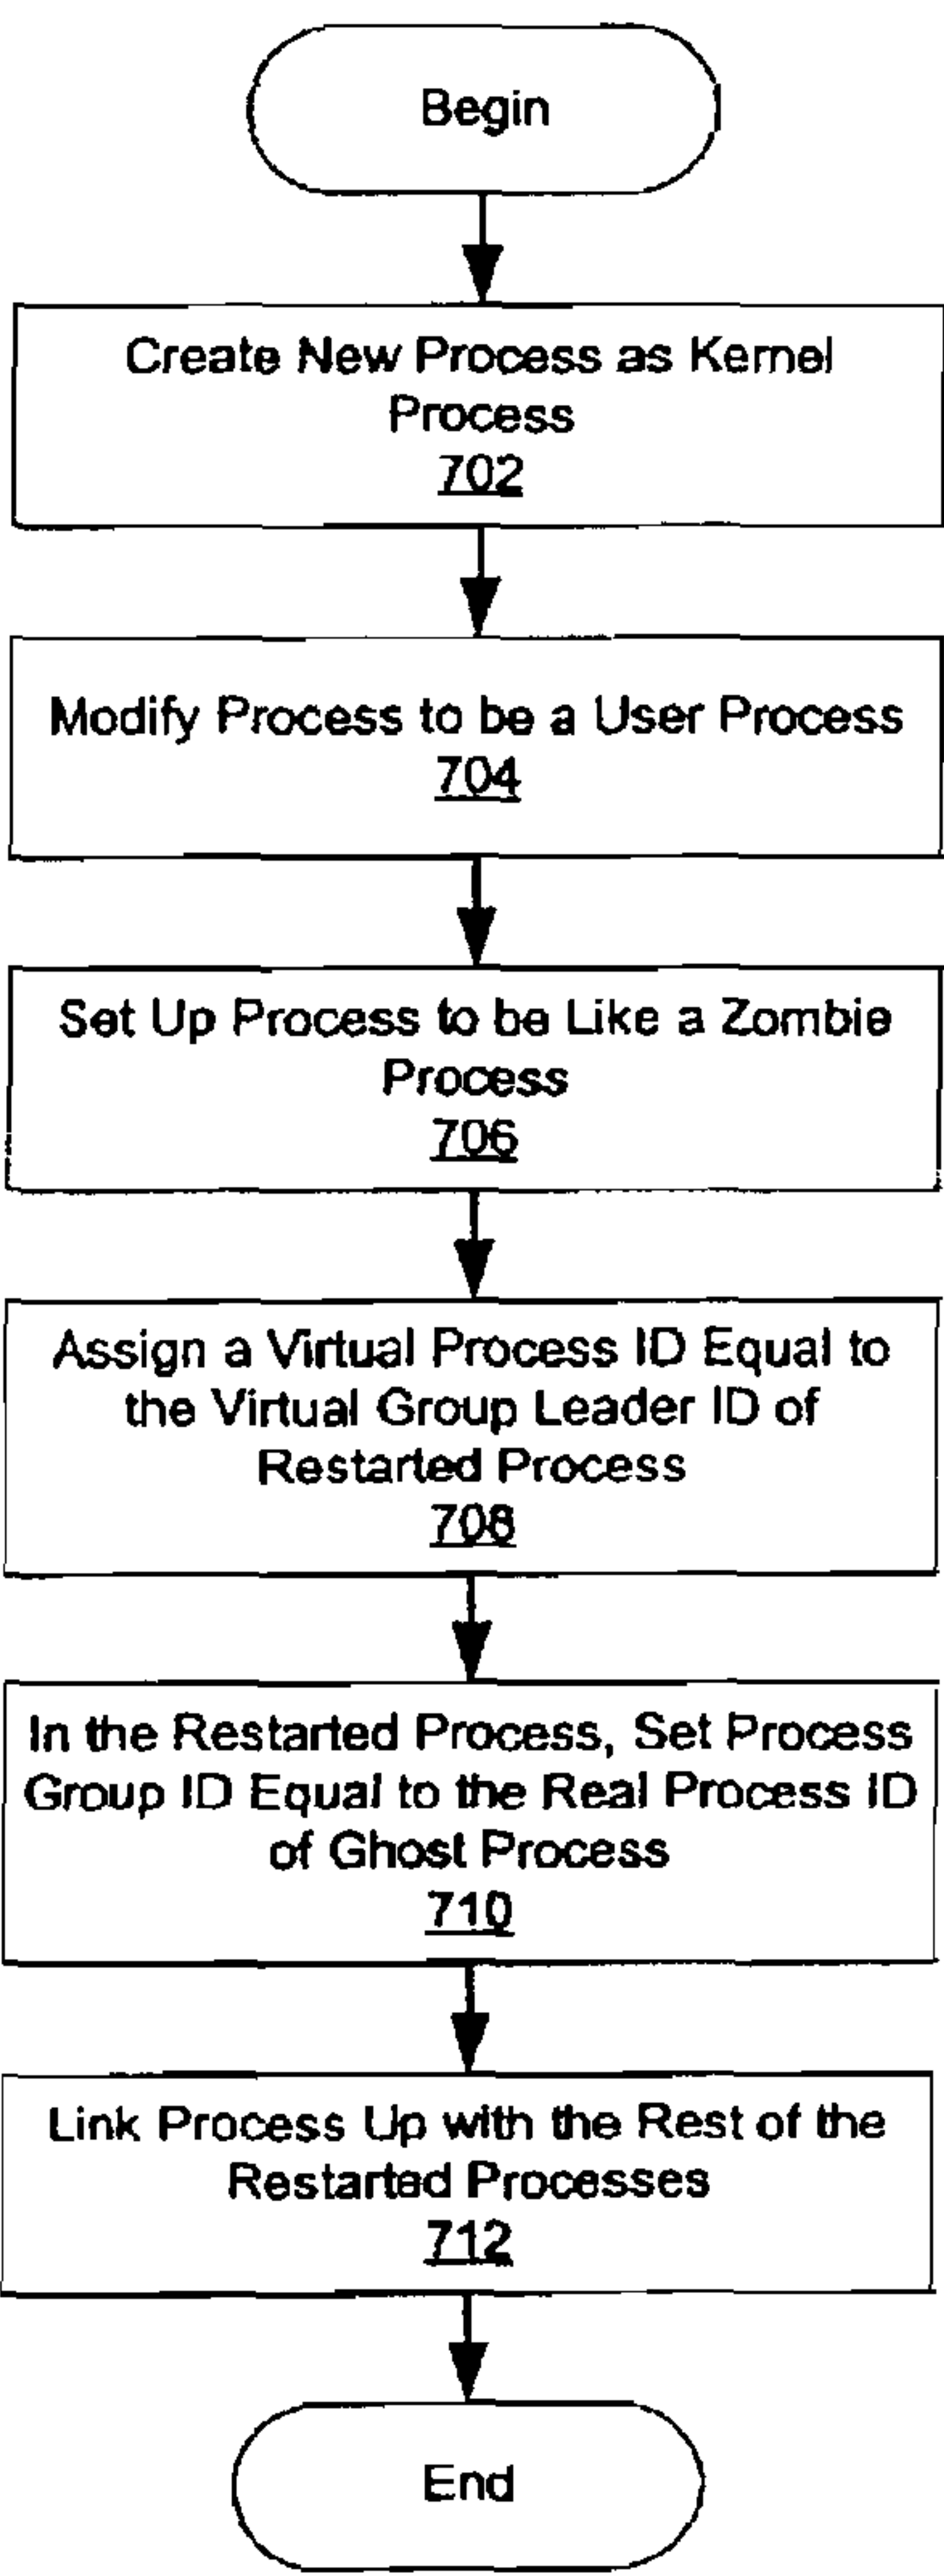 Begin
Create New Process as Kernel
Process
702
Modify Process to be a User Process
704
Set Up Process to be Like a Zombie
Process
706
Assign a Virtual Process ID Equal to
the Virtual Group Leader ID of
Restarted Process
708
In the Restarted Process, Set Process
Group ID Equal to the Real Process ID
of Ghost Process
710
Link Process Up with the Rest of the
Restarted Processes
712
End